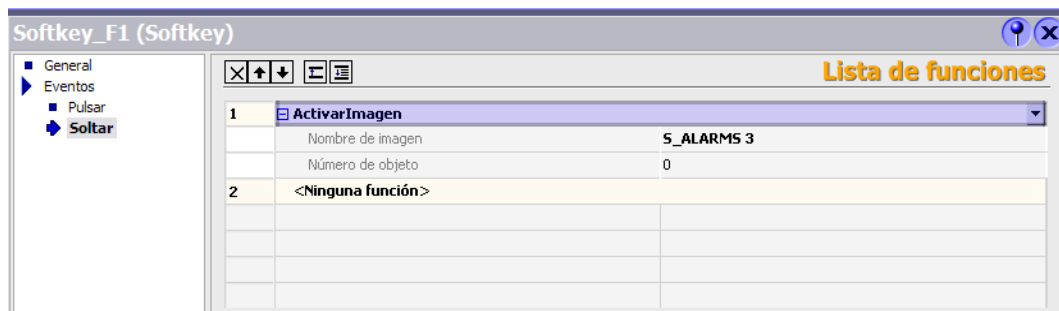 Softkey_F1 (Softkey)
General
Eventos
Pulsar
Soltar
Lista de funciones
1 ActivarImagen
Nombre de imagen S_ALARMS 3
Número de objeto 0
2 <Ninguna función>